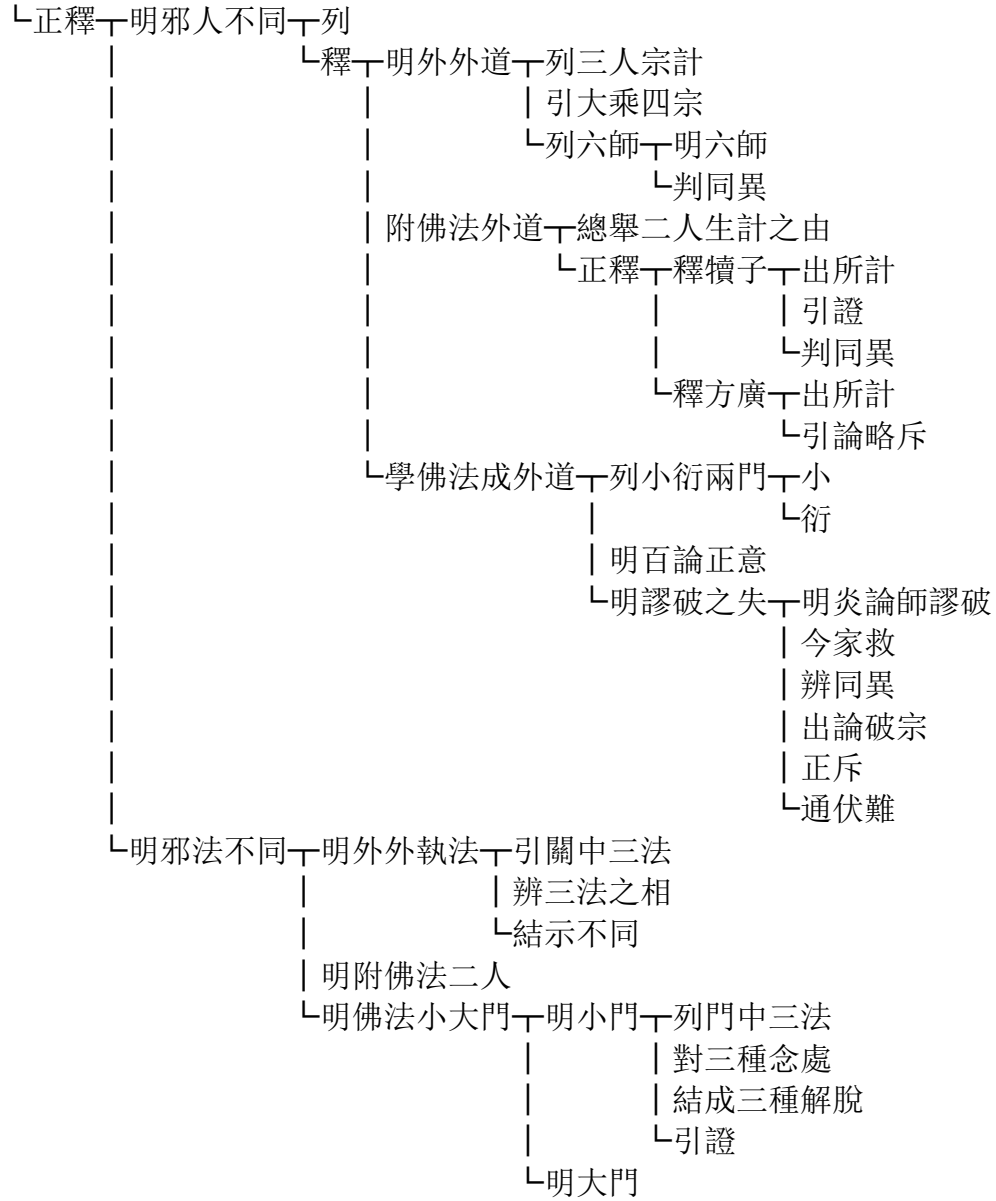 └正釋┬明邪人不同┬列
└釋┬明外外道┬列三人宗計
│引大乘四宗
└列六師┬明六師
└判同異
│附佛法外道┬總舉二人生計之由
└正釋┬釋犢子┬出所計
│引證
└判同異
└釋方廣┬出所計
└引論略斥
└學佛法成外道┬列小衍兩門┬小
└衍
│明百論正意
└明謬破之失┬明炎論師謬破
│今家救
│辨同異
│出論破宗
│正斥
└通伏難
└明邪法不同┬明外外執法┬引關中三法
│辨三法之相
└結示不同
│明附佛法二人
└明佛法小大門┬明小門┬列門中三法
│對三種念處
│結成三種解脫
└引證
└明大門